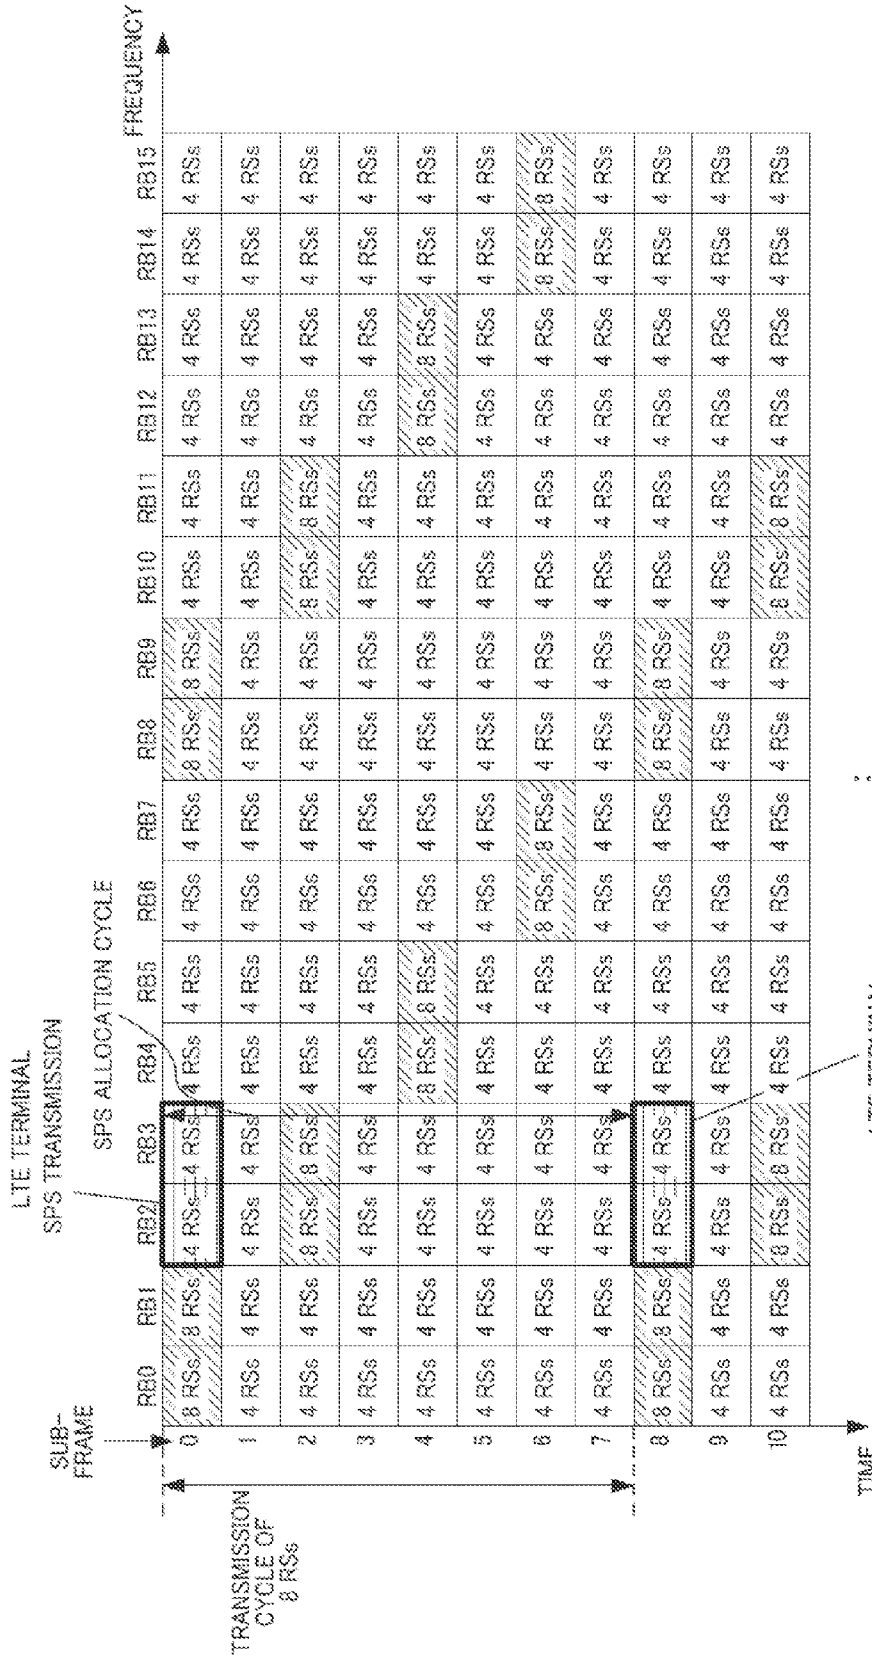 LTE TERMINAL
SPS TRANSMISSION
SPS ALLOCATION CYCLE
SUB-
FRAME
RB0 RB1 RB2 RB3 RB4 RB5 RB6 RB7 RB8 RB9 RB10 RB11 RB12 RB13 RB14 RB15
FREQUENCY
0 8 RSs 8 RSs 4 RSs 4 RSs 4 RSs 4 RSs 4 RSs 4 RSs 8 RSs 8 RSs 4 RSs 4 RSs 4 RSs 4 RSs 4 RSs 4 RSs
1 4 RSs 4 RSs 4 RSs 4 RSs 4 RSs 4 RSs 4 RSs 4 RSs 4 RSs 4 RSs 4 RSs 4 RSs 4 RSs 4 RSs 4 RSs 4 RSs
2 4 RSs 4 RSs 8 RSs 8 RSs 4 RSs 4 RSs 4 RSs 4 RSs 4 RSs 4 RSs 8 RSs 8 RSs 4 RSs 4 RSs 4 RSs 4 RSs
3 4 RSs 4 RSs 4 RSs 4 RSs 4 RSs 4 RSs 4 RSs 4 RSs 4 RSs 4 RSs 4 RSs 4 RSs 4 RSs 4 RSs 4 RSs 4 RSs
4 4 RSs 4 RSs 4 RSs 4 RSs 8 RSs 8 RSs 4 RSs 4 RSs 4 RSs 4 RSs 4 RSs 4 RSs 8 RSs 8 RSs 4 RSs 4 RSs
5 4 RSs 4 RSs 4 RSs 4 RSs 4 RSs 4 RSs 4 RSs 4 RSs 4 RSs 4 RSs 4 RSs 4 RSs 4 RSs 4 RSs 4 RSs 4 RSs
6 4 RSs 4 RSs 4 RSs 4 RSs 4 RSs 4 RSs 8 RSs 8 RSs 4 RSs 4 RSs 4 RSs 4 RSs 4 RSs 4 RSs 8 RSs 8 RSs
7 4 RSs 4 RSs 4 RSs 4 RSs 4 RSs 4 RSs 4 RSs 4 RSs 4 RSs 4 RSs 4 RSs 4 RSs 4 RSs 4 RSs 4 RSs 4 RSs
8 8 RSs 8 RSs 4 RSs 4 RSs 4 RSs 4 RSs 4 RSs 4 RSs 8 RSs 8 RSs 4 RSs 4 RSs 4 RSs 4 RSs 4 RSs 4 RSs
9 4 RSs 4 RSs 4 RSs 4 RSs 4 RSs 4 RSs 4 RSs 4 RSs 4 RSs 4 RSs 4 RSs 4 RSs 4 RSs 4 RSs 4 RSs 4 RSs
10 4 RSs 4 RSs 8 RSs 8 RSs 4 RSs 4 RSs 4 RSs 4 RSs 4 RSs 4 RSs 8 RSs 8 RSs 4 RSs 4 RSs 4 RSs 4 RSs
TRANSMISSION
CYCLE OF
8 RSs
TIME